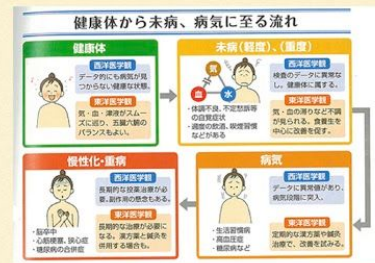 健康体から未病、病気に至る流れ
健康体
西洋医学観
データ的にも病気が見
つからない健康な状態。
東洋医学観
気・血・津液がスムー
ズに巡り、五臓六腑の
バランスもよい。
未病(軽度)、(重度)
気
血
水
・体調不良、不定愁訴等
の自覚症状
・過度の飲酒、喫煙習慣
などがある
西洋医学観
検査のデータに異常な
し。健康体に属する。
東洋医学観
気・血の滞りなど不調
が見られる。食養生を
中心に改善を促す。
病気
西洋医学観
データに異常値があり、
病気段階に突入。
東洋医学観
定期的な漢方薬や鍼灸
治療で、改善を試みる。
・生活習慣病
・高血圧症
・糖尿病など
慢性化・重病
西洋医学観
長期的な投薬治療が必
要。副作用の懸念もある。
東洋医学観
長期的な治療が必要に
なる。漢方薬と鍼灸を
併用する場合も。
・脳卒中
・心筋梗塞、狭心症
・糖尿病の合併症